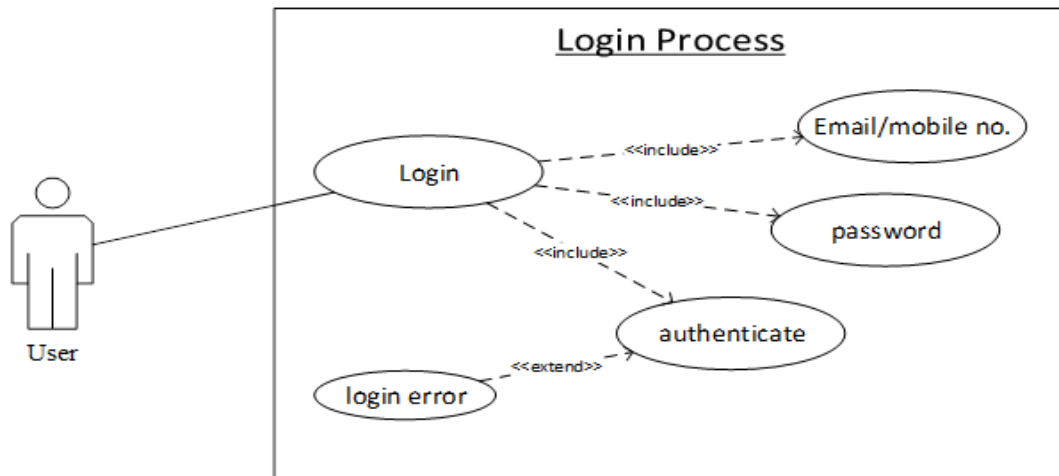 Login Process
Email/mobile no.
<<include>>
Login
<<include>>
password
<<include>>
authenticate
User
<<extend>>
login error